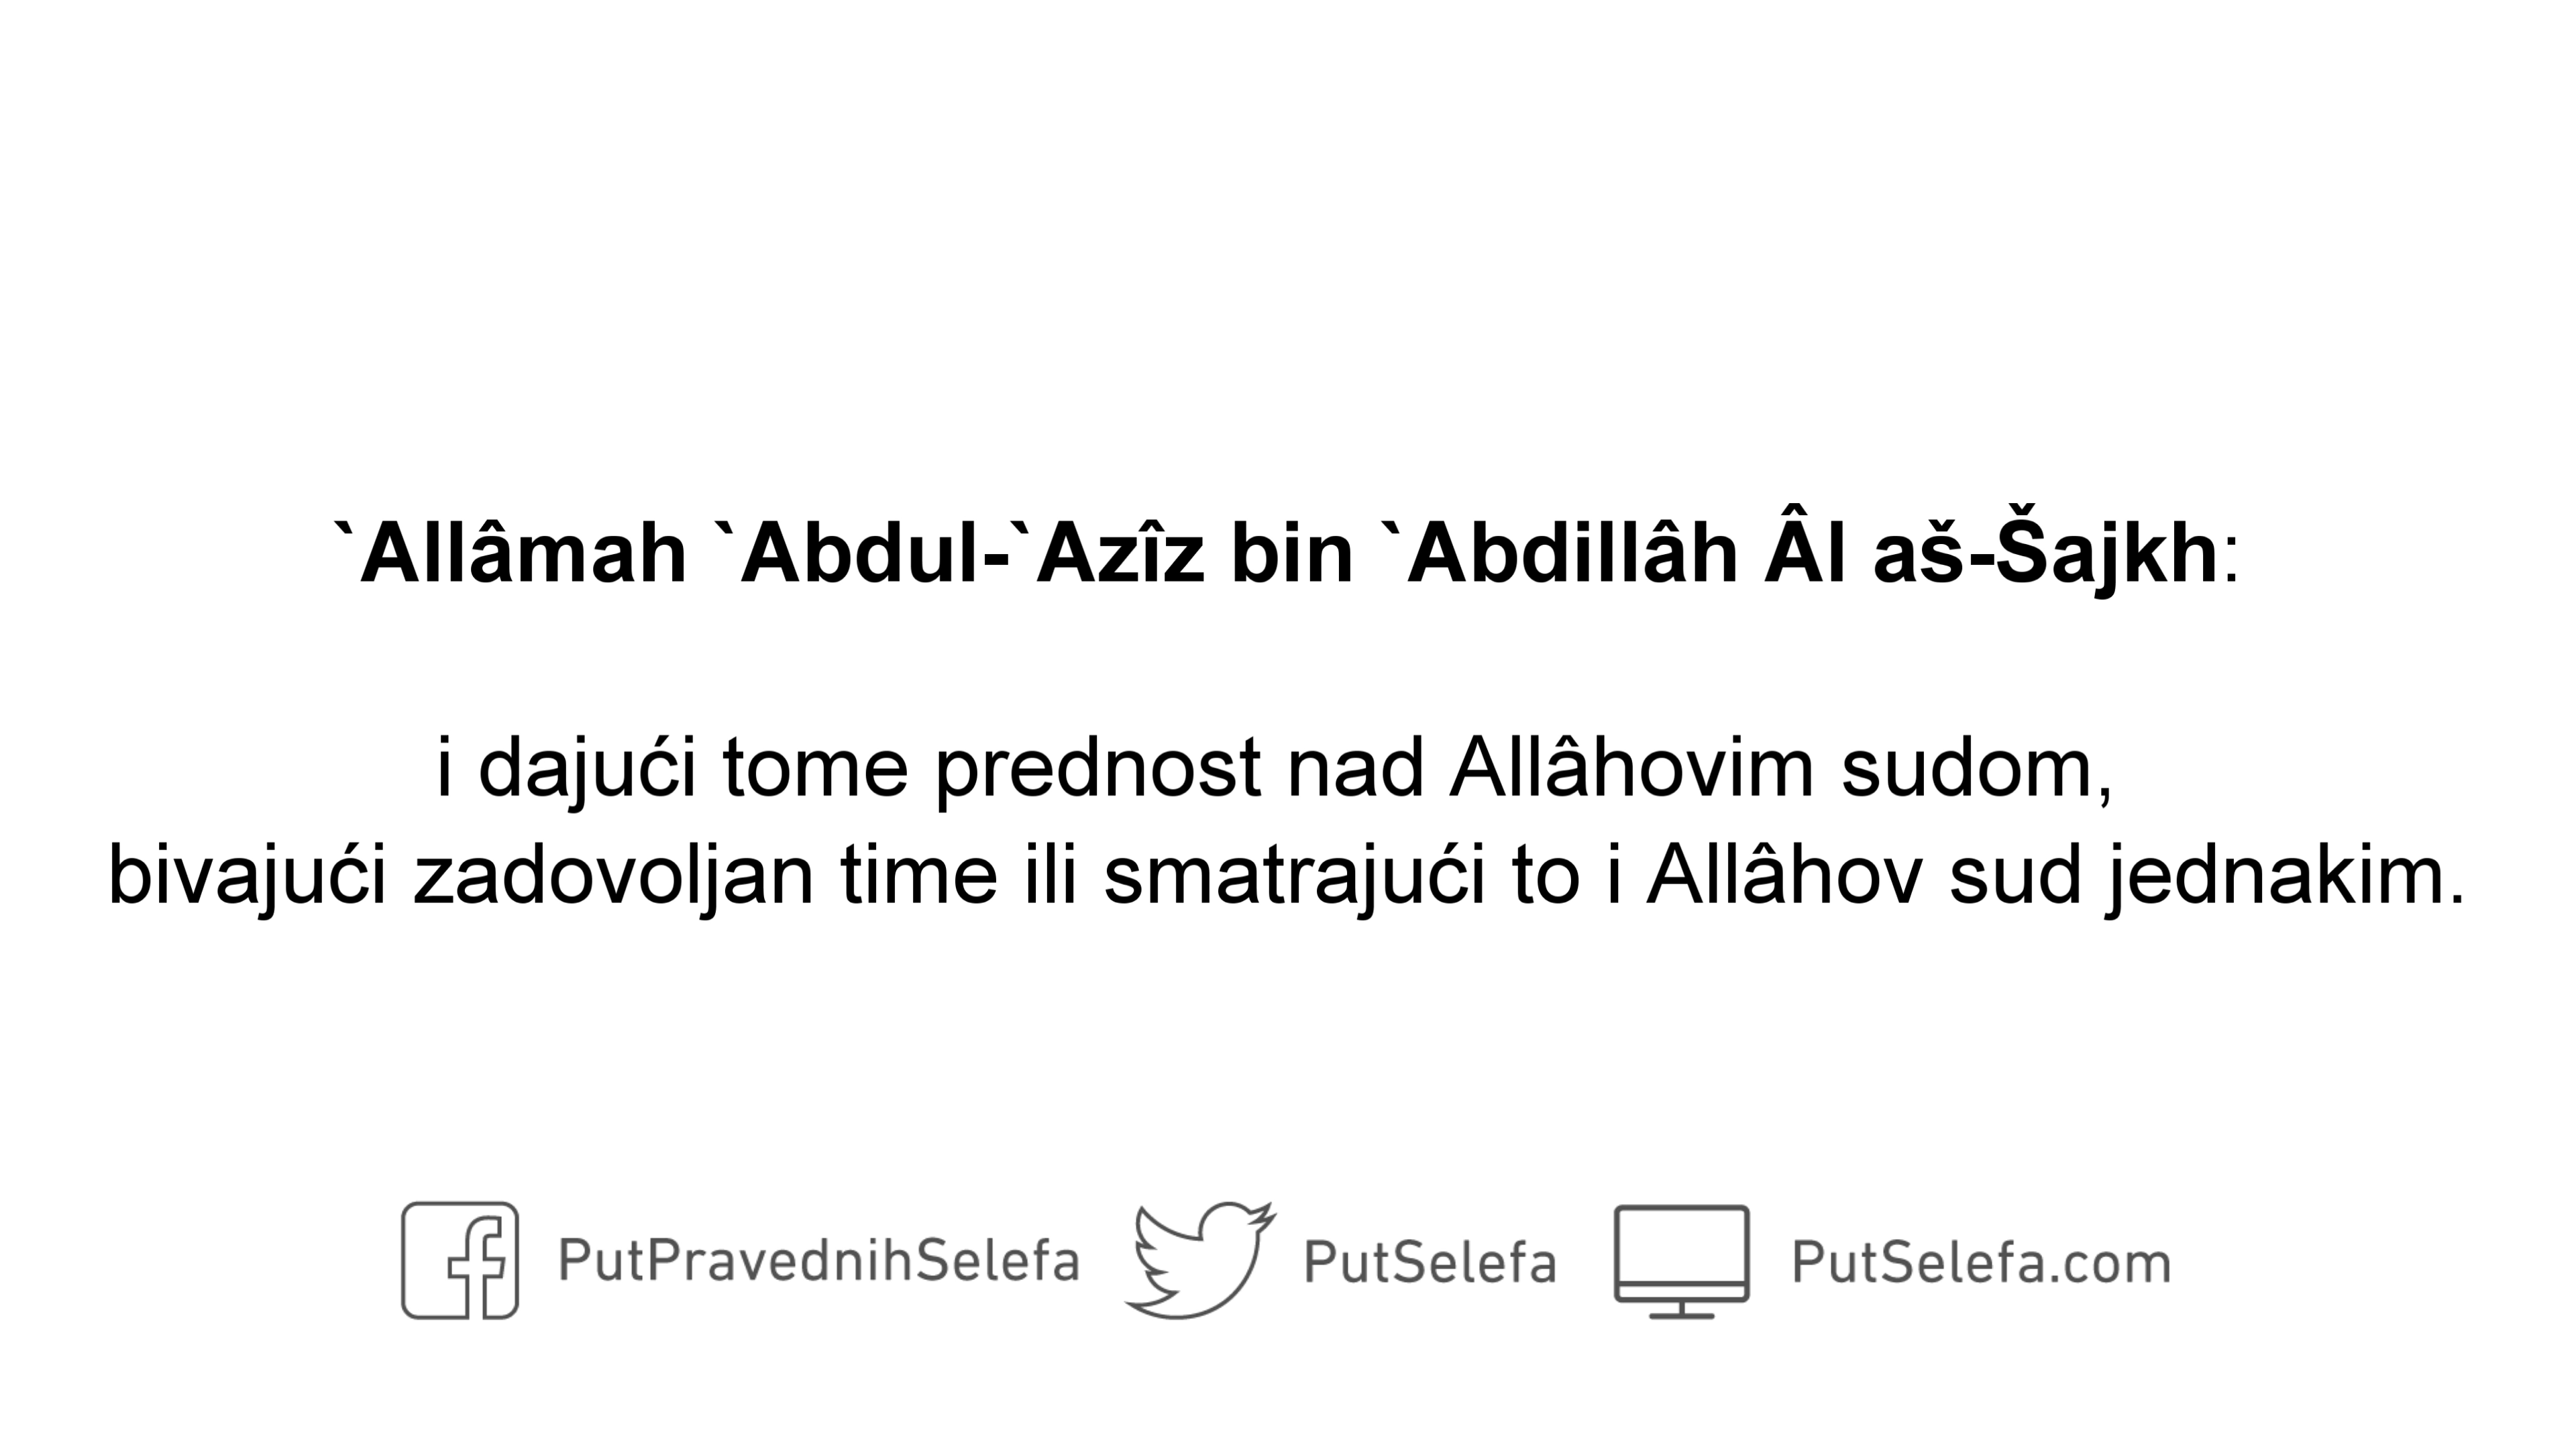 `Allâmah `Abdul-`Azîz bin `Abdillâh Âl aš-Šajkh:
i dajući tome prednost nad Allâhovim sudom,
bivajući zadovoljan time ili smatrajući to i Allâhov sud jednakim.
PutPravednihSelefa PutSelefa PutSelefa.com